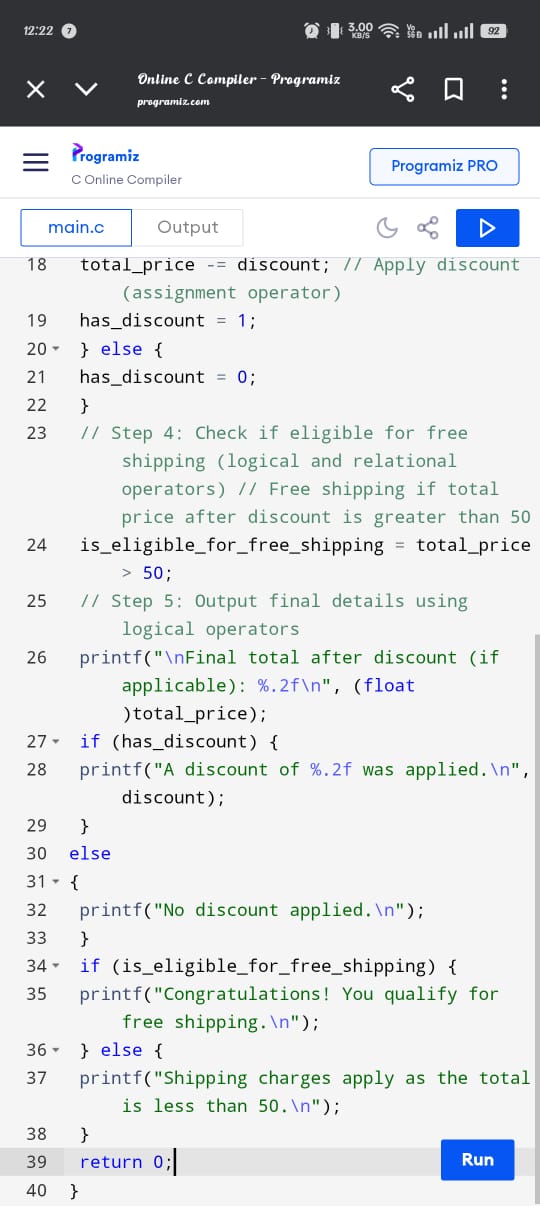 12:22 7 3.00 KB/S Vo 5G 92
Online C Compiler - Programiz
programiz.com
Programiz
C Online Compiler
Programiz PRO
main.c Output
18 total_price -= discount; // Apply discount
(assignment operator)
19 has_discount = 1;
20 } else {
21 has_discount = 0;
22 }
23 // Step 4: Check if eligible for free
shipping (logical and relational
operators) // Free shipping if total
price after discount is greater than 50
24 is_eligible_for_free_shipping = total_price
> 50;
25 // Step 5: Output final details using
logical operators
26 printf("\nFinal total after discount (if
applicable): %.2f\n", (float
)total_price);
27 if (has_discount) {
28 printf("A discount of %.2f was applied.\n",
discount);
29 }
30 else
31 {
32 printf("No discount applied.\n");
33 }
34 if (is_eligible_for_free_shipping) {
35 printf("Congratulations! You qualify for
free shipping.\n");
36 } else {
37 printf("Shipping charges apply as the total
is less than 50.\n");
38 }
39 return 0;
Run
40 }